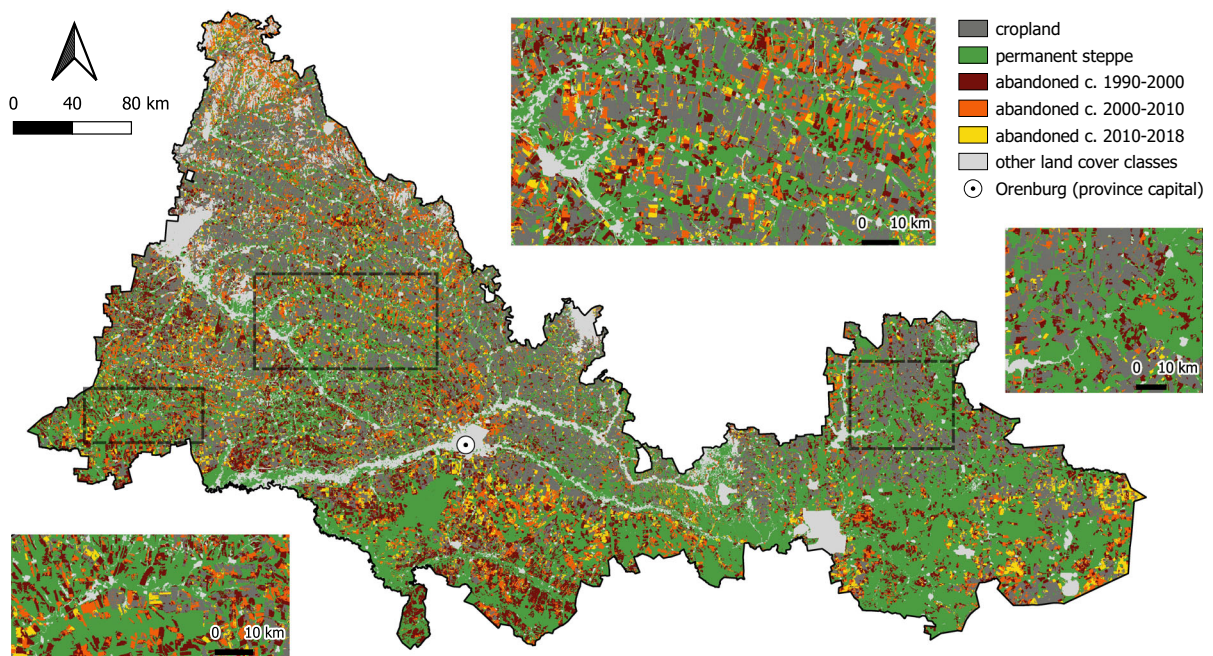 0 40 80 km
cropland
permanent steppe
abandoned c. 1990-2000
abandoned c. 2000-2010
abandoned c. 2010-2018
other land cover classes
Orenburg (province capital)
0 10 km
0 10 km
0 10 km